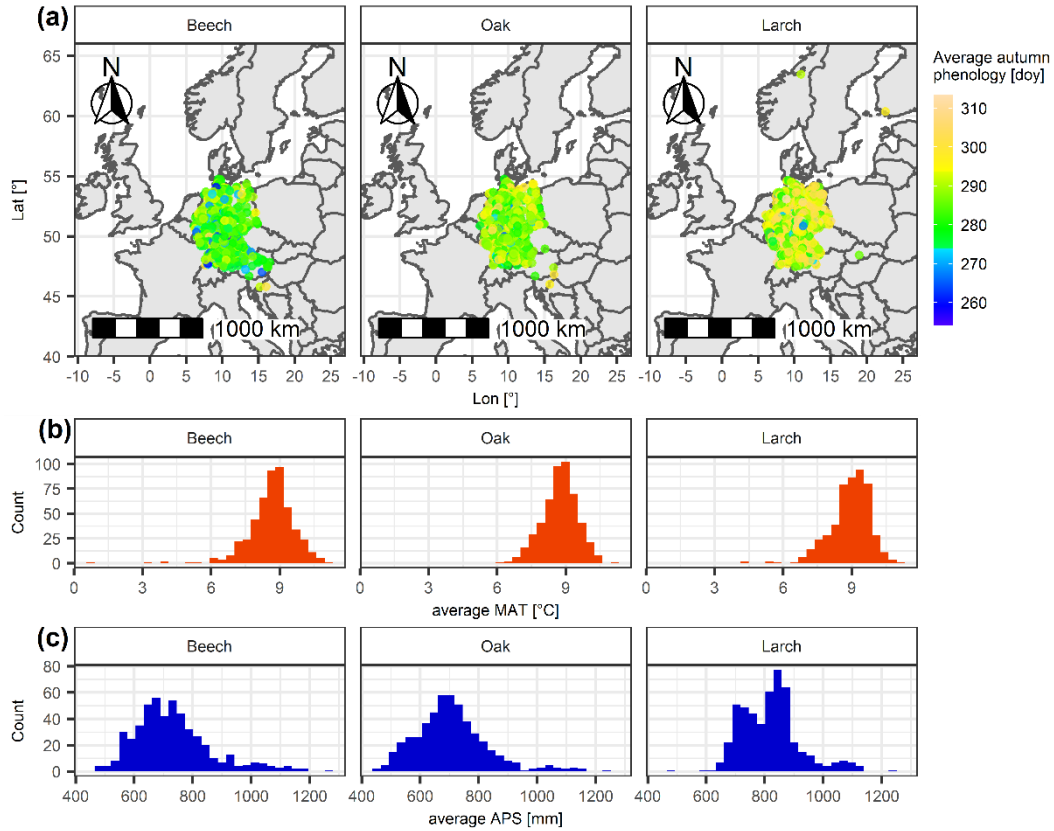 (a)
Beech Oak Larch
N N N
Average autumn
phenology [doy]
310
300
290
280
270
260
65
60
55
50
45
40
Lat [°]
1000 km 1000 km 1000 km
-10 -5 0 5 10 15 20 25 -10 -5 0 5 10 15 20 25 -10 -5 0 5 10 15 20 25
Lon [°]
(b)
Beech Oak Larch
100
75
50
25
0
Count
0 3 6 9 0 3 6 9 0 3 6 9
average MAT [°C]
(c)
Beech Oak Larch
80
60
40
20
0
Count
400 600 800 1000 1200 400 600 800 1000 1200 400 600 800 1000 1200
average APS [mm]